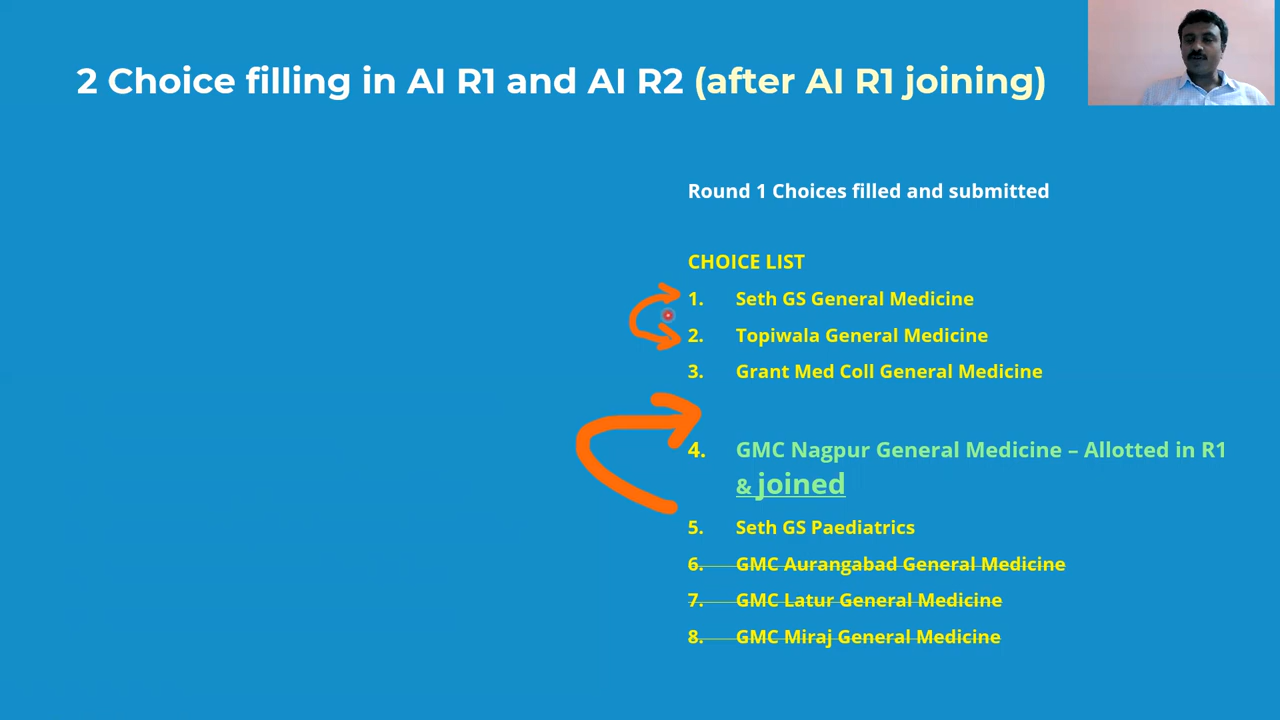 2 Choice filling in AI R1 and AI R2 (after AI R1 joining)
Round 1 Choices filled and submitted
CHOICE LIST
1. Seth GS General Medicine
2. Topiwala General Medicine
3. Grant Med Coll General Medicine
4. GMC Nagpur General Medicine – Allotted in R1
& joined
5. Seth GS Paediatrics
6. GMC Aurangabad General Medicine
7. GMC Latur General Medicine
8. GMC Miraj General Medicine